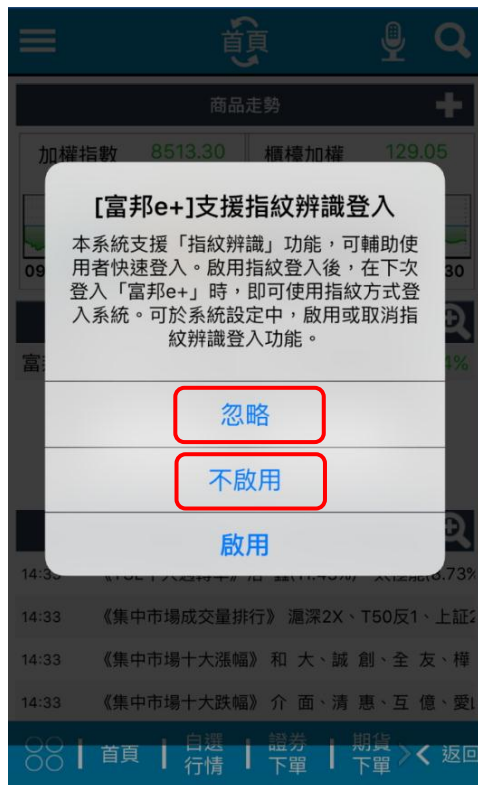 首頁
商品走勢
加權指數 8513.30 櫃檯加權 129.05
[富邦e+]支援指紋辨識登入
本系統支援「指紋辨識」功能，可輔助使
用者快速登入。啟用指紋登入後，在下次
登入「富邦e+」時，即可使用指紋方式登
入系統。可於系統設定中，啟用或取消指
紋辨識登入功能。
09
30
富
4%
忽略
不啟用
啟用
14:33
14:33 《集中市場成交量排行》 滬深2X、T50反1、上証2
14:33 《集中市場十大漲幅》 和 大、誠 創、全 友、樺
14:33 《集中市場十大跌幅》 介 面、清 惠、互 億、愛
首頁 自選行情 證券下單 期貨下單 返回